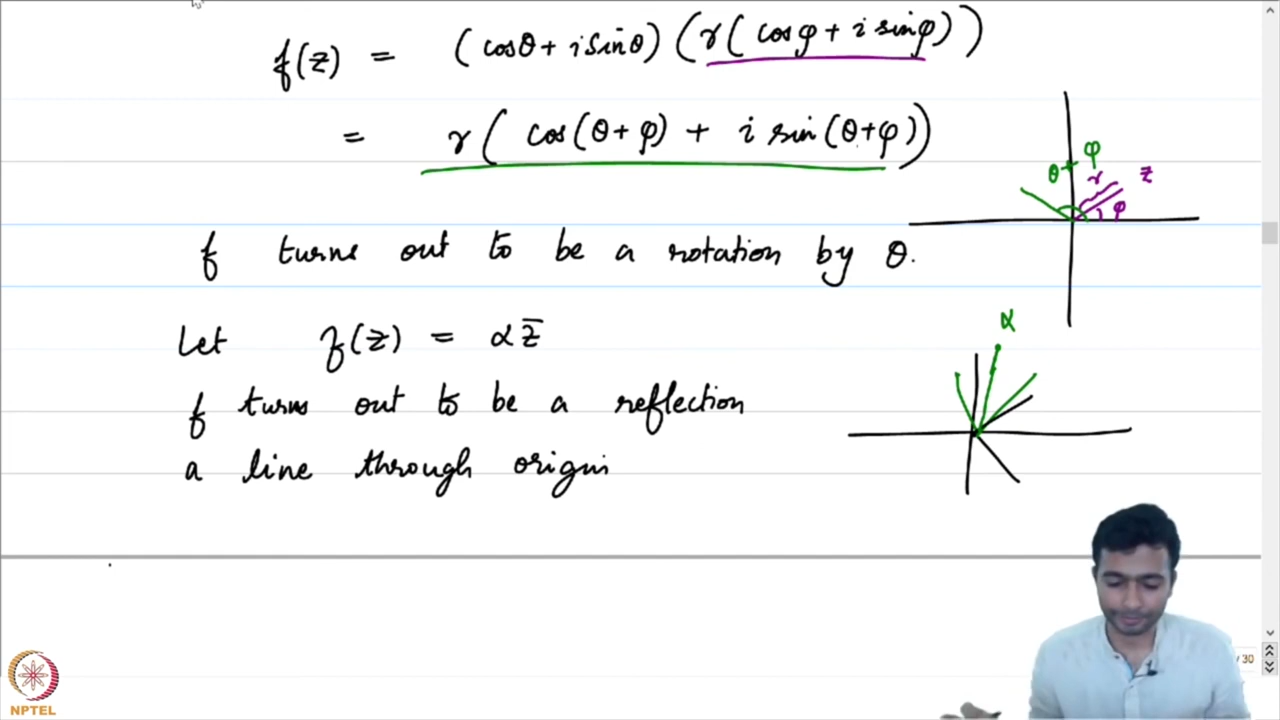 f(z) = (cosθ + i sinθ) (r( cosφ + i sinφ))
= r( cos(θ+φ) + i sin(θ+φ))
θ + φ
r z
φ
f turns out to be a rotation by θ.
α
Let f(z) = α z̄
f turns out to be a reflection
a line through origin
/ 30
NPTEL